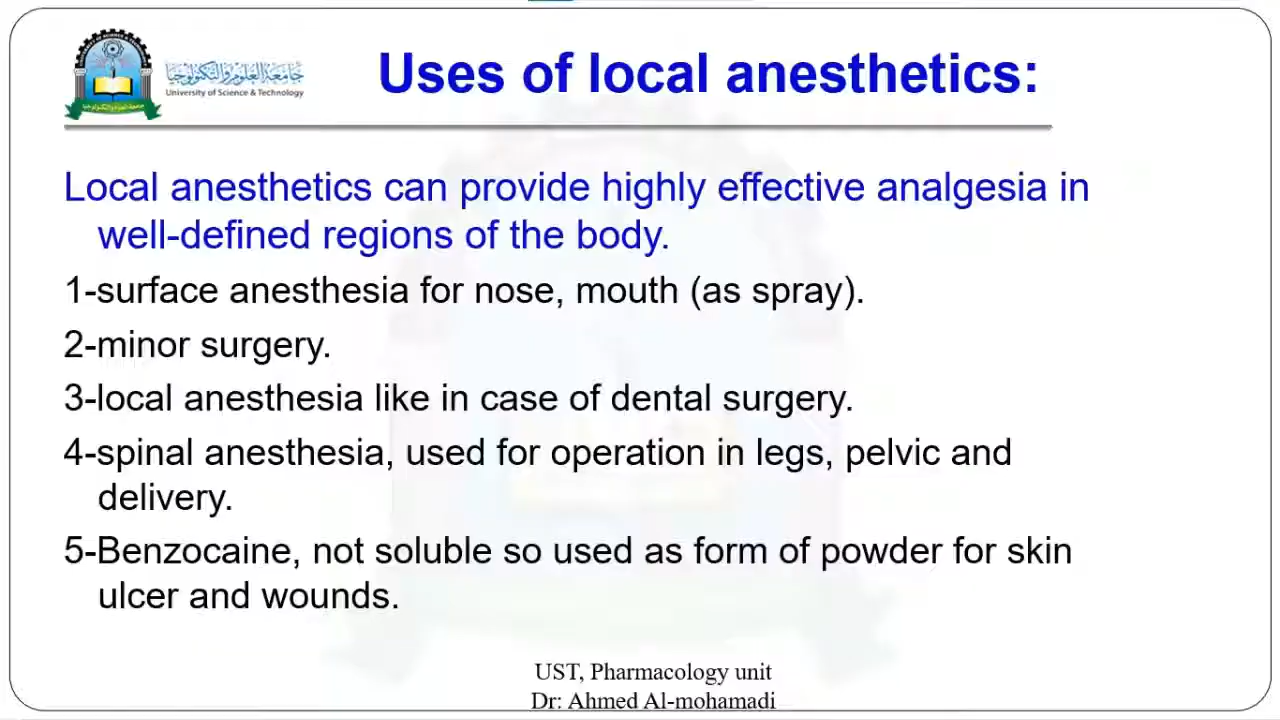 جامعة العلوم والتكنولوجيا
University of Science & Technology
Uses of local anesthetics:
Local anesthetics can provide highly effective analgesia in
well-defined regions of the body.
1-surface anesthesia for nose, mouth (as spray).
2-minor surgery.
3-local anesthesia like in case of dental surgery.
4-spinal anesthesia, used for operation in legs, pelvic and
delivery.
5-Benzocaine, not soluble so used as form of powder for skin
ulcer and wounds.
UST, Pharmacology unit
Dr: Ahmed Al-mohamadi